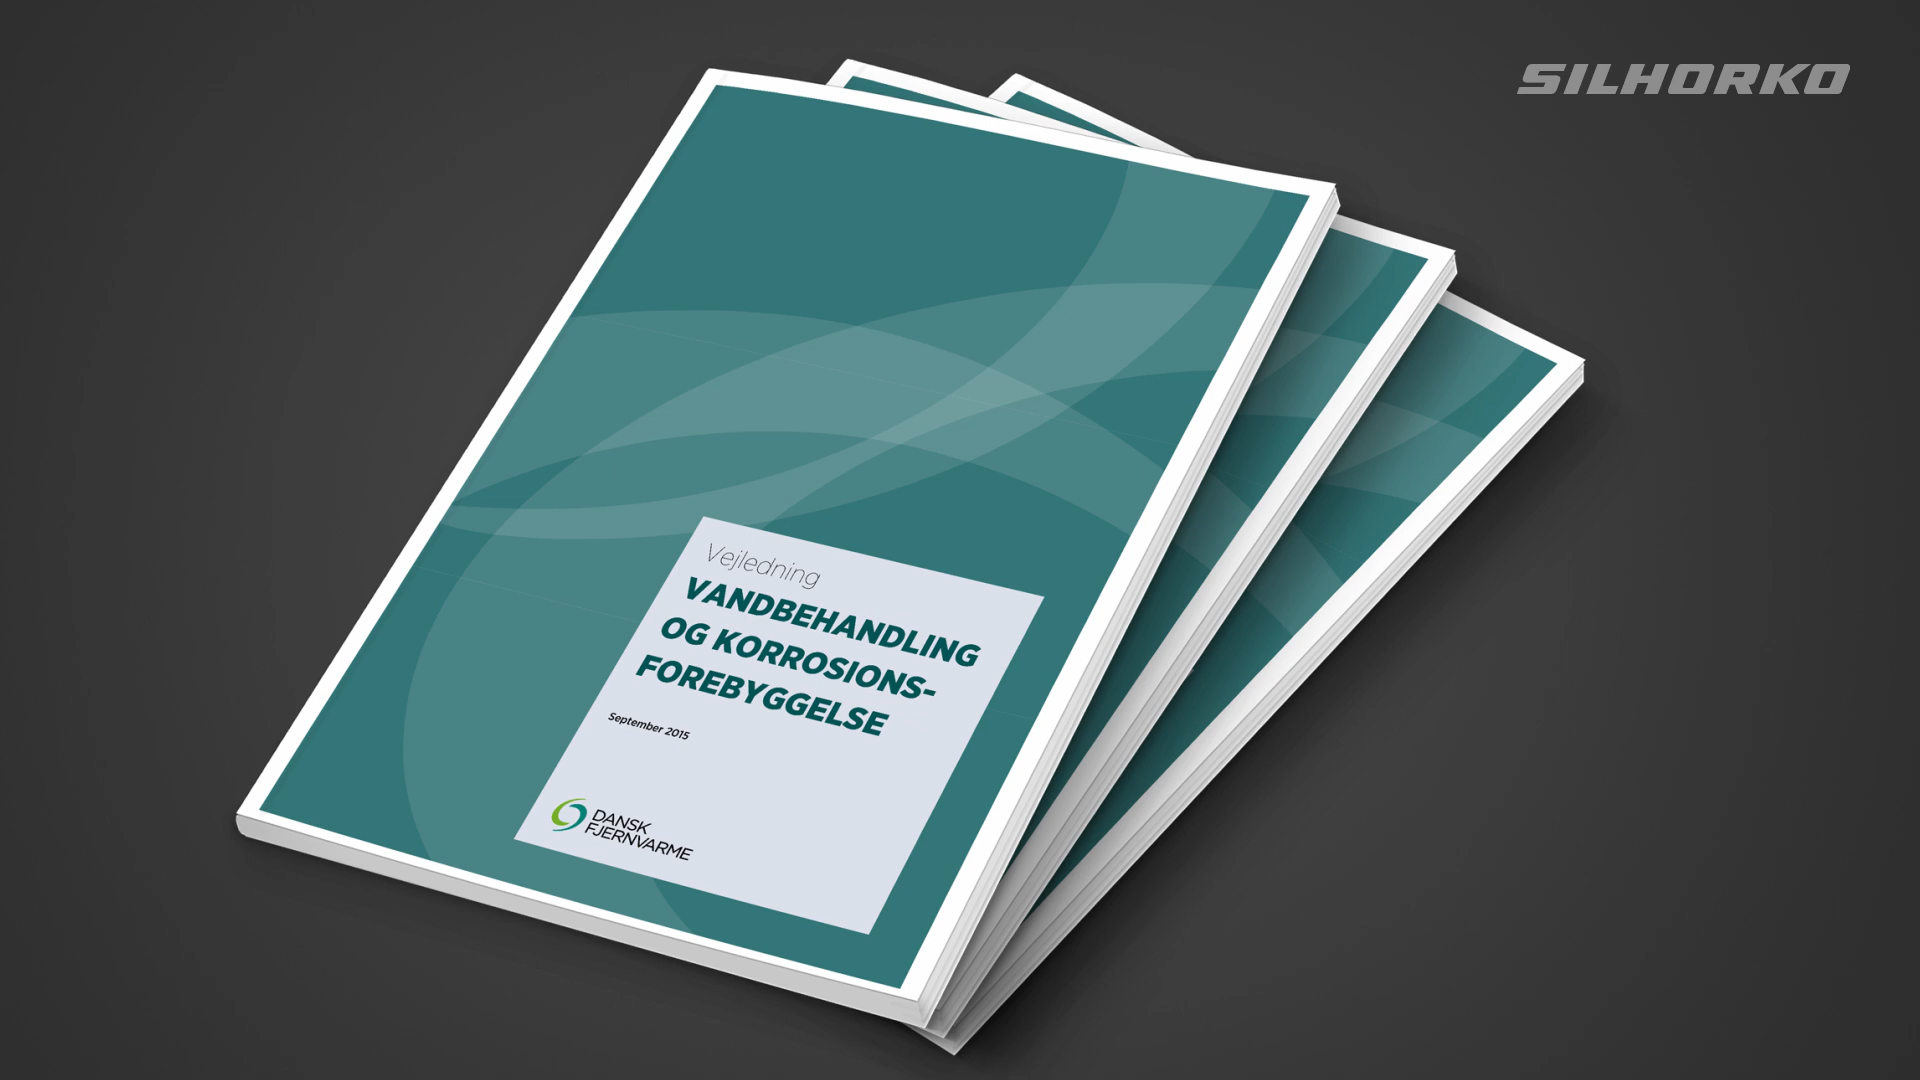 SILHORKO
Vejledning
VANDBEHANDLING
OG KORROSIONS-
FOREBYGGELSE
September 2015
DANSK
FJERNVARME